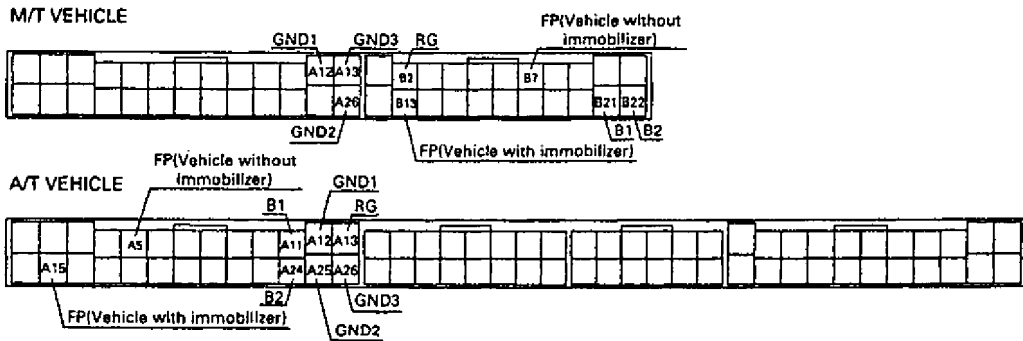 M/T VEHICLE
FP(Vehicle without
immobilizer)
GND1 GND3 RG
A12 A13 B2 B7
A26 B13 B21 B22
GND2 B1 B2
FP(Vehicle with immobilizer)
FP(Vehicle without
immobilizer)
A/T VEHICLE
GND1
B1 RG
A5 A11 A12 A13
A15 A24 A25 A26
B2 GND3
FP(Vehicle with immobilizer)
GND2